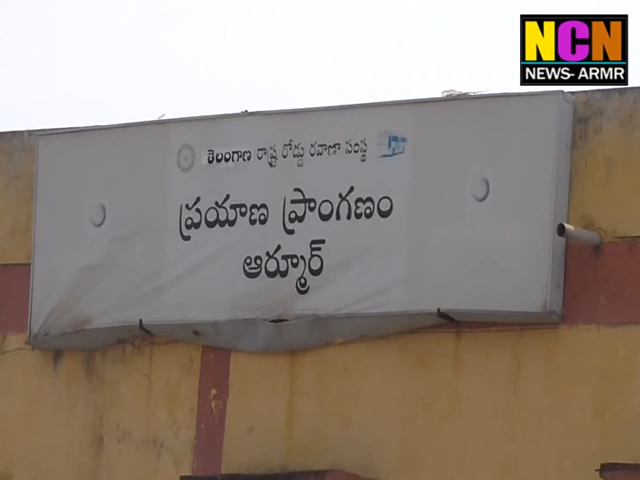 NCN
NEWS- ARMR
తెలంగాణ రాష్ట్ర రోడ్డు రవాణా సంస్థ
ప్రయాణ ప్రాంగణం
ఆర్మూర్